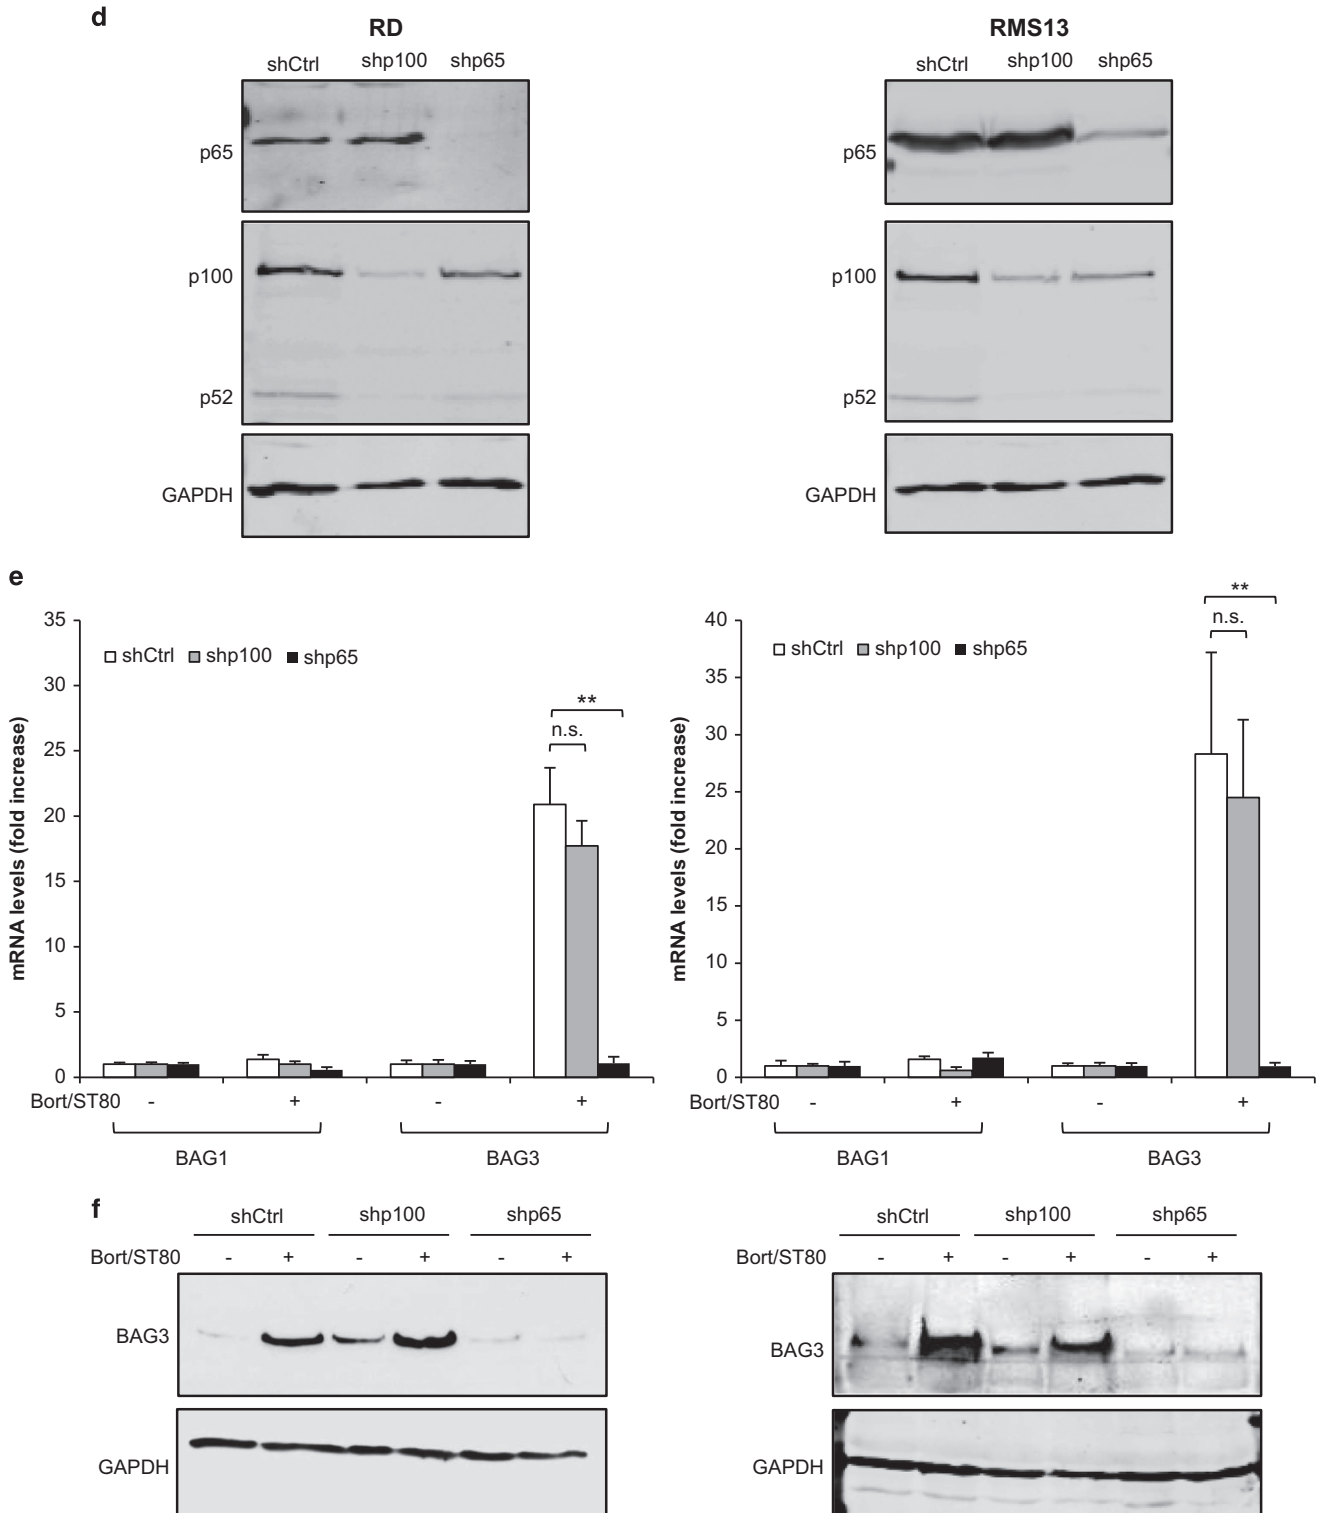 d
RD
RMS13
shCtrl shp100 shp65
shCtrl shp100 shp65
p65
p65
p100
p100
p52
p52
GAPDH
GAPDH
e
mRNA levels (fold increase)
35
30
25
20
15
10
5
0
shCtrl shp100 shp65
**
n.s.
Bort/ST80 - + - +
BAG1 BAG3
mRNA levels (fold increase)
40
35
30
25
20
15
10
5
0
shCtrl shp100 shp65
**
n.s.
Bort/ST80 - + - +
BAG1 BAG3
f
shCtrl shp100 shp65
Bort/ST80 - + - + - +
BAG3
GAPDH
shCtrl shp100 shp65
Bort/ST80 - + - + - +
BAG3
GAPDH